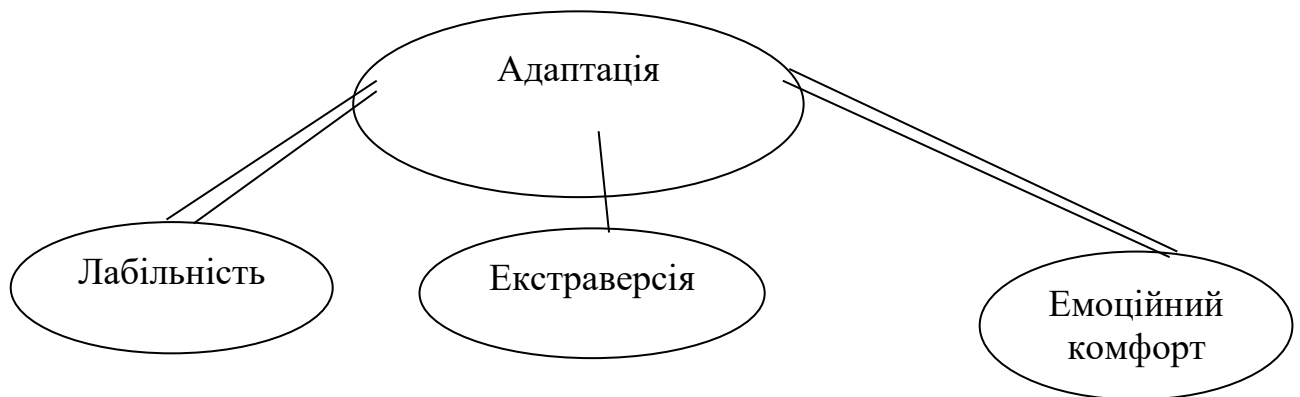 Адаптація
Лабільність
Екстраверсія
Емоційний
комфорт